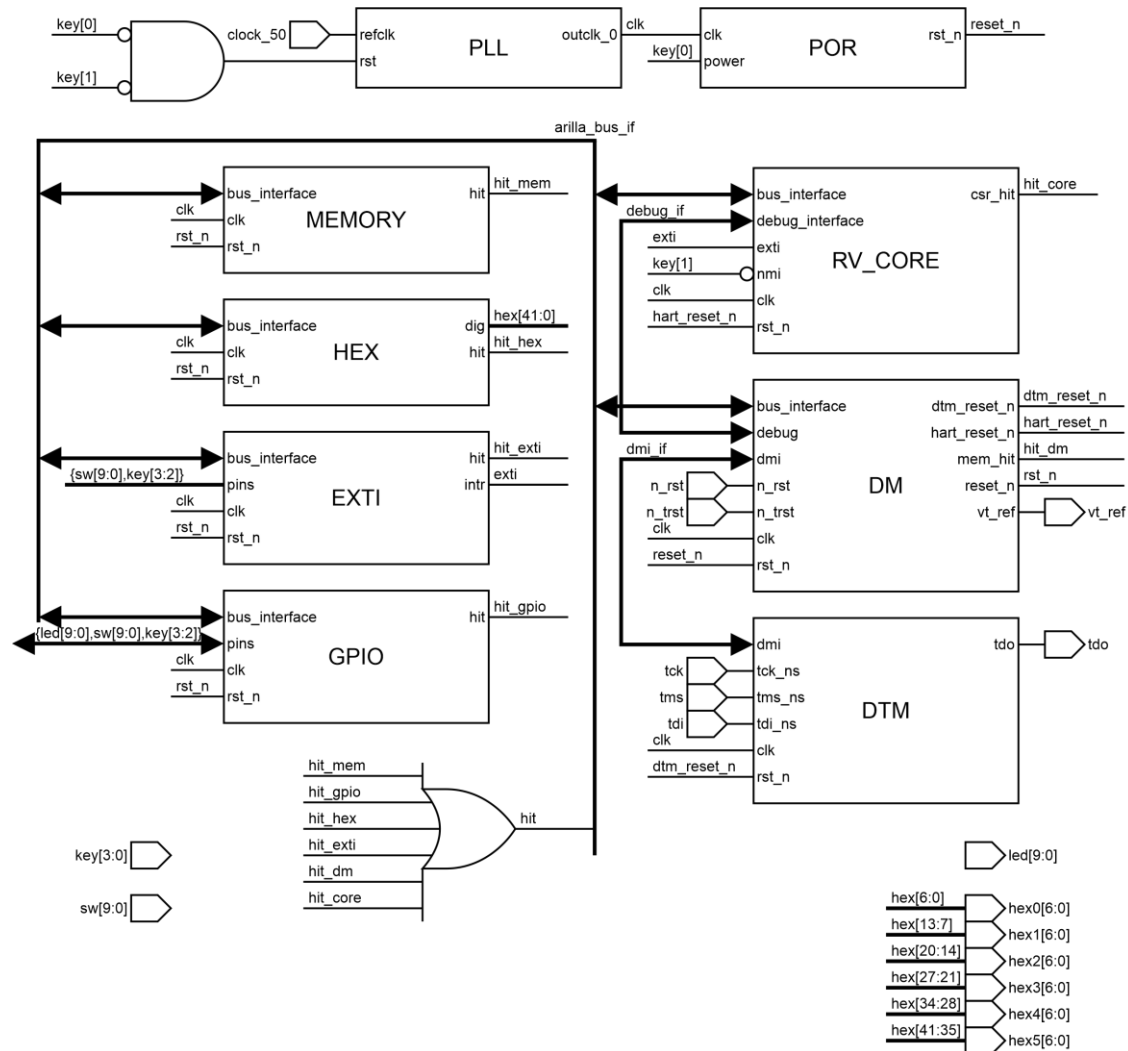 key[0]
key[1]
clock_50
refclk
rst
PLL
outclk_0
clk
key[0]
clk
power
POR
rst_n
reset_n
arilla_bus_if
bus_interface
clk
clk
rst_n
rst_n
MEMORY
hit
hit_mem
bus_interface
clk
clk
rst_n
rst_n
HEX
dig
hex[41:0]
hit
hit_hex
bus_interface
{sw[9:0],key[3:2]}
pins
clk
clk
rst_n
rst_n
EXTI
hit
hit_exti
intr
exti
bus_interface
{led[9:0],sw[9:0],key[3:2]}
pins
clk
clk
rst_n
rst_n
GPIO
hit
hit_gpio
bus_interface
debug_if
debug_interface
exti
exti
key[1]
nmi
clk
clk
hart_reset_n
rst_n
RV_CORE
csr_hit
hit_core
bus_interface
debug
dmi_if
dmi
n_rst
n_rst
n_trst
n_trst
clk
clk
reset_n
rst_n
DM
dtm_reset_n
dtm_reset_n
hart_reset_n
hart_reset_n
mem_hit
hit_dm
reset_n
rst_n
vt_ref
vt_ref
dmi
tck
tck_ns
tms
tms_ns
tdi
tdi_ns
clk
clk
dtm_reset_n
rst_n
DTM
tdo
tdo
hit_mem
hit_gpio
hit_hex
hit_exti
hit_dm
hit_core
hit
key[3:0]
sw[9:0]
led[9:0]
hex[6:0]
hex0[6:0]
hex[13:7]
hex1[6:0]
hex[20:14]
hex2[6:0]
hex[27:21]
hex3[6:0]
hex[34:28]
hex4[6:0]
hex[41:35]
hex5[6:0]